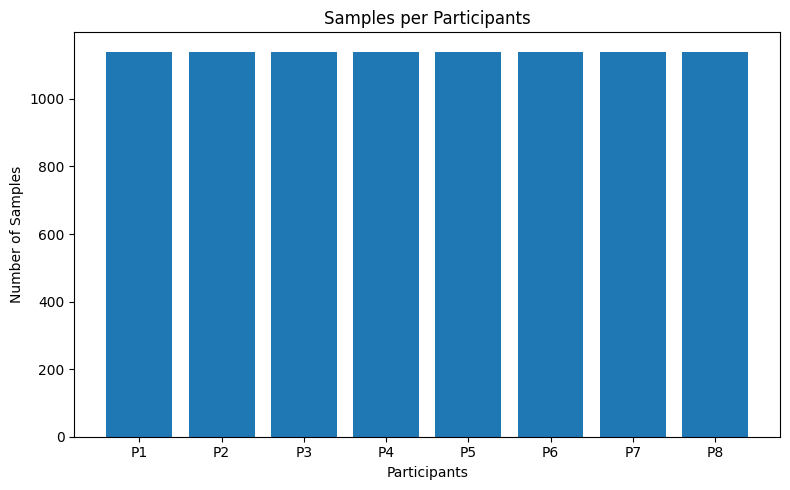 Samples per Participants
Number of Samples
1000
800
600
400
200
0
P1 P2 P3 P4 P5 P6 P7 P8
Participants